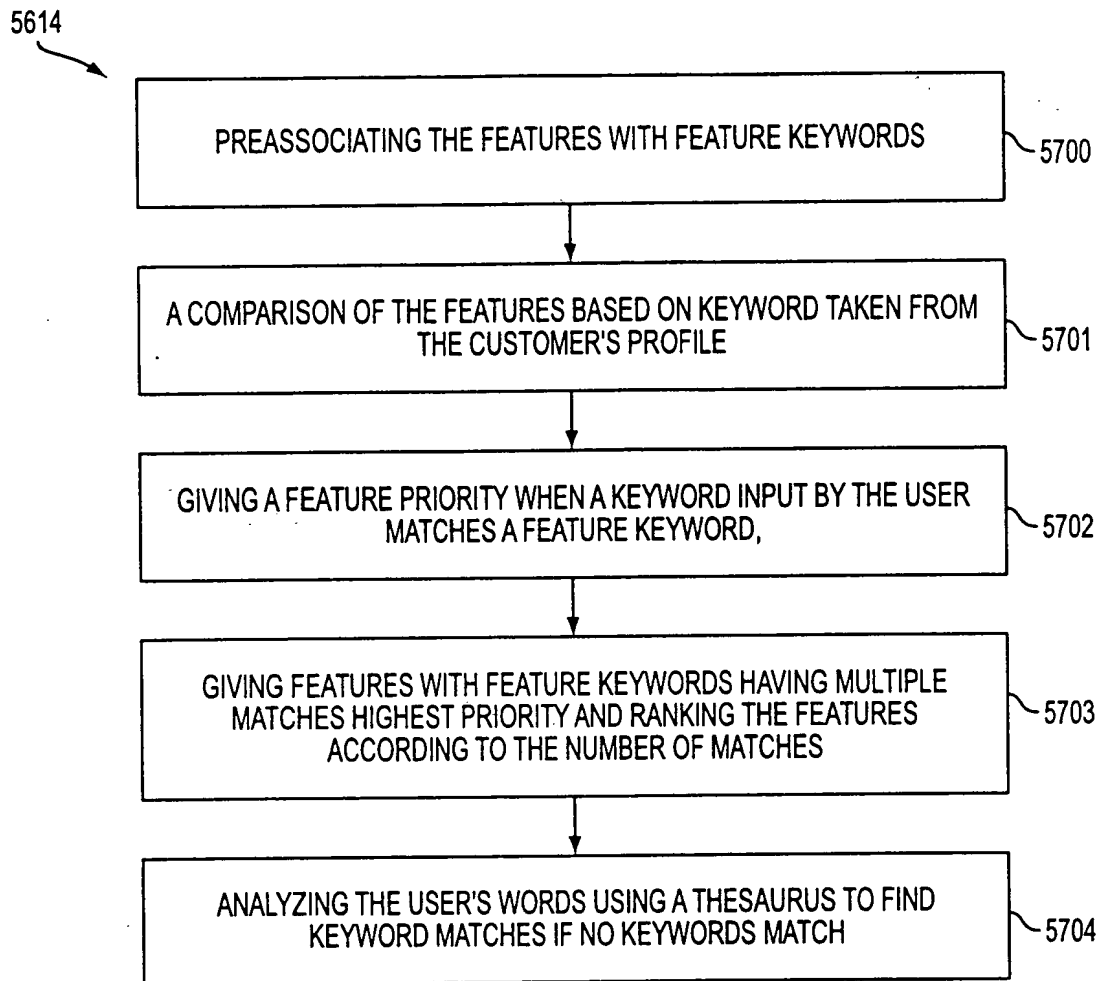 5614
PREASSOCIATING THE FEATURES WITH FEATURE KEYWORDS
5700
A COMPARISON OF THE FEATURES BASED ON KEYWORD TAKEN FROM
THE CUSTOMER'S PROFILE
5701
GIVING A FEATURE PRIORITY WHEN A KEYWORD INPUT BY THE USER
MATCHES A FEATURE KEYWORD,
5702
GIVING FEATURES WITH FEATURE KEYWORDS HAVING MULTIPLE
MATCHES HIGHEST PRIORITY AND RANKING THE FEATURES
ACCORDING TO THE NUMBER OF MATCHES
5703
ANALYZING THE USER'S WORDS USING A THESAURUS TO FIND
KEYWORD MATCHES IF NO KEYWORDS MATCH
5704